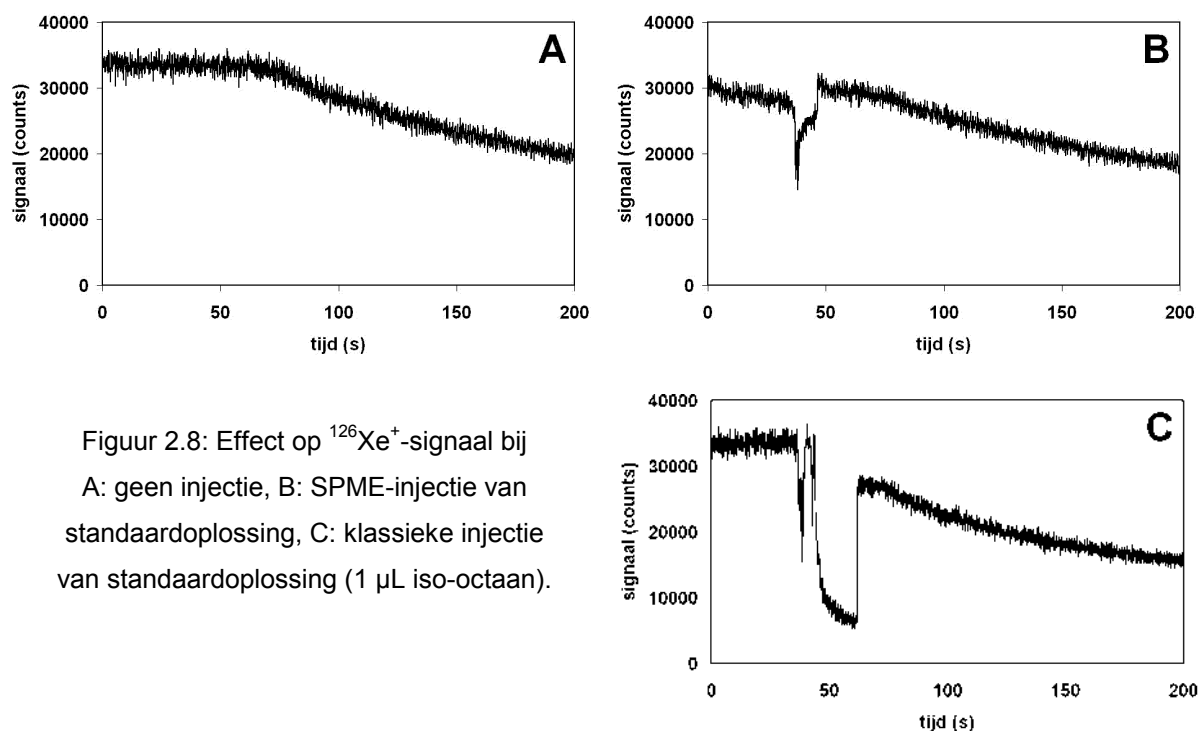 A
signaal (counts)
40000
30000
20000
10000
0
0 50 100 150 200
tijd (s)
B
signaal (counts)
40000
30000
20000
10000
0
0 50 100 150 200
tijd (s)
Figuur 2.8: Effect op ¹²⁶Xe⁺-signaal bij
A: geen injectie, B: SPME-injectie van
standaardoplossing, C: klassieke injectie
van standaardoplossing (1 µL iso-octaan).
C
signaal (counts)
40000
30000
20000
10000
0
0 50 100 150 200
tijd (s)